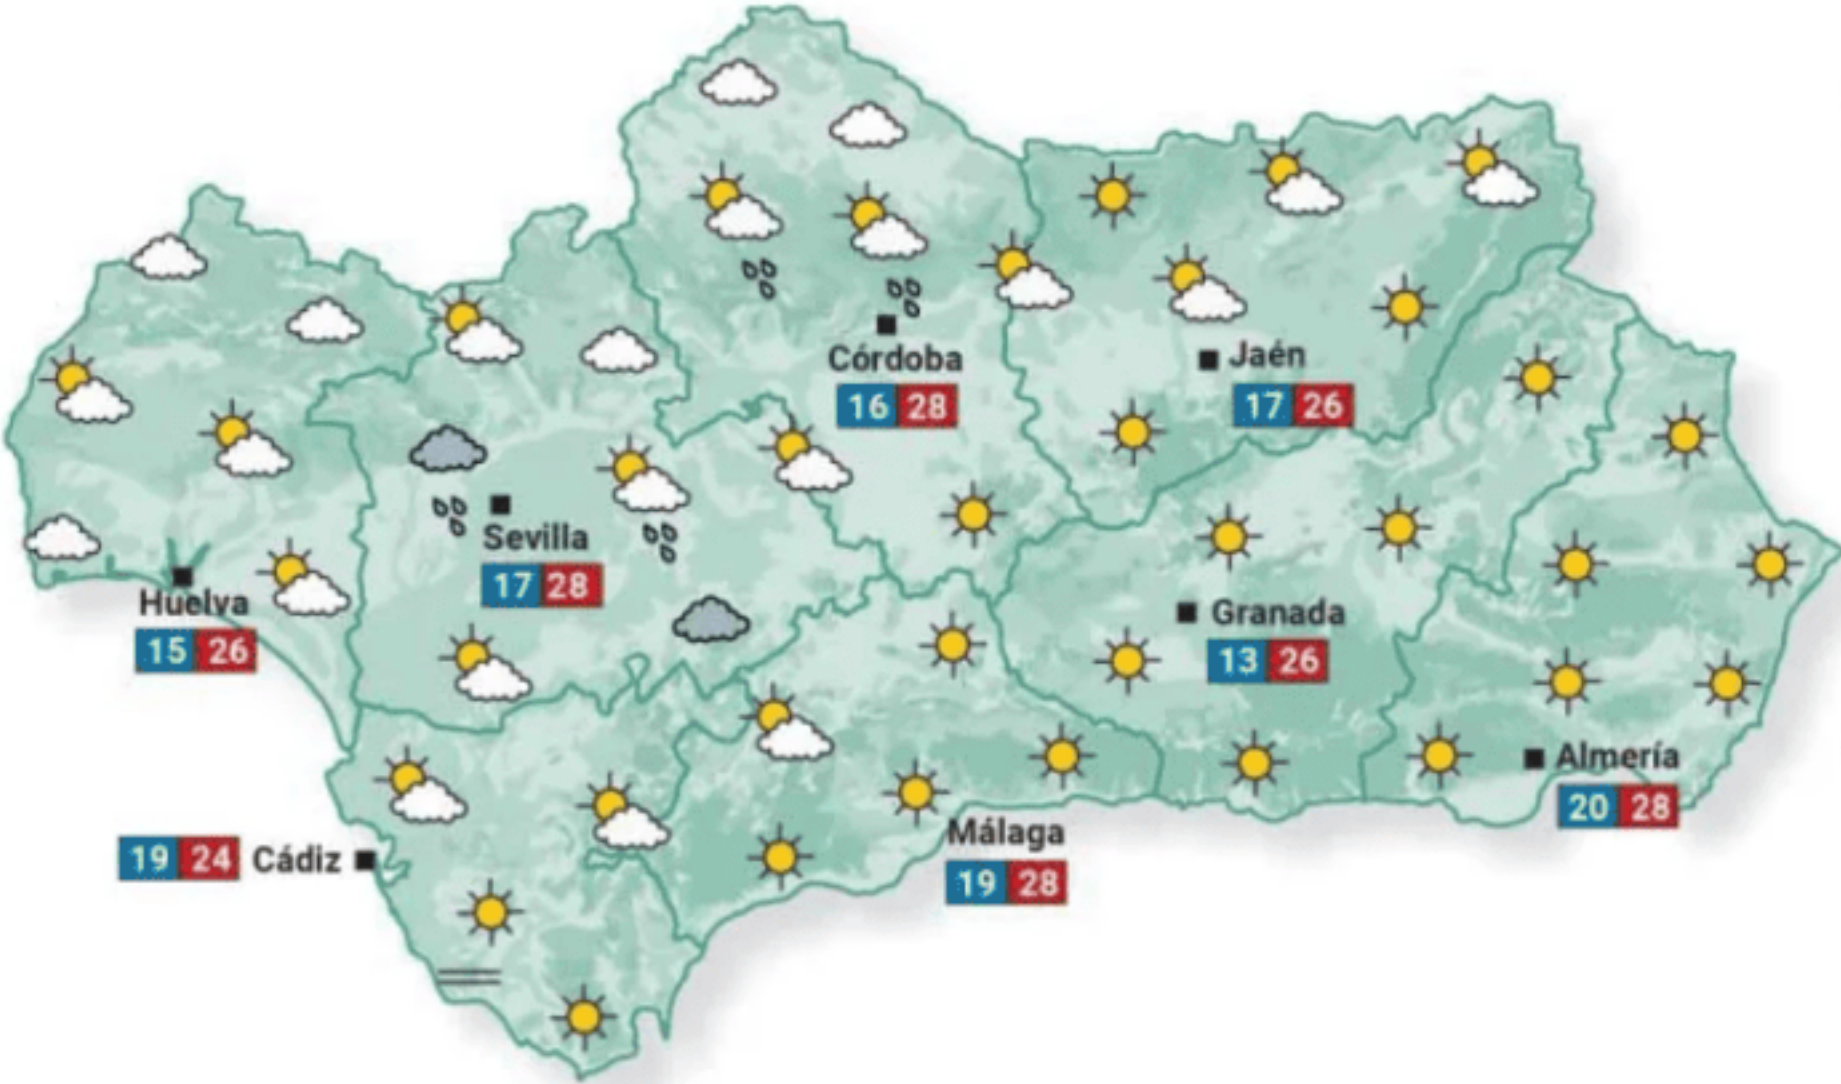 Córdoba
16 28
Jaén
17 26
Sevilla
17 28
Huelva
15 26
Granada
13 26
Almería
20 28
Málaga
19 28
19 24 Cádiz